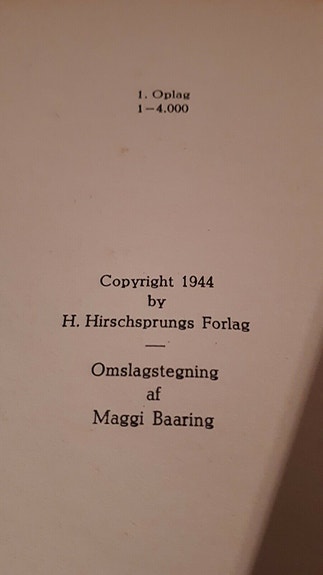 1. Oplag
1—4.000
Copyright 1944
by
H. Hirschsprungs Forlag
—
Omslagstegning
af
Maggi Baaring